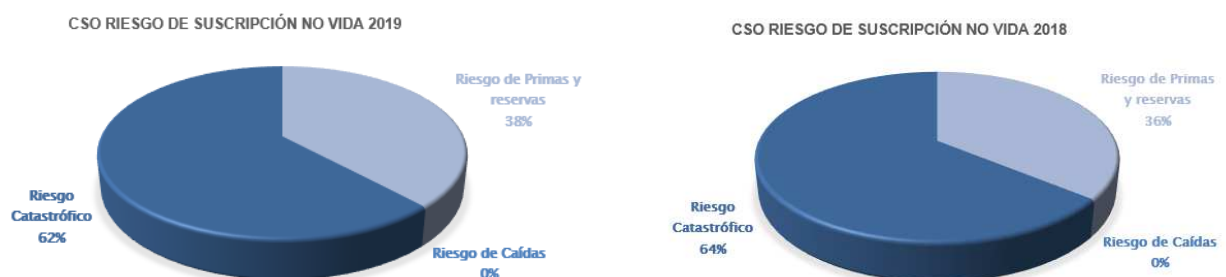 CSO RIESGO DE SUSCRIPCIÓN NO VIDA 2019
Riesgo de Primas y
reservas
38%
Riesgo
Catastrófico
62%
Riesgo de Caídas
0%
CSO RIESGO DE SUSCRIPCIÓN NO VIDA 2018
Riesgo de Primas
y reservas
36%
Riesgo
Catastrófico
64%
Riesgo de Caídas
0%